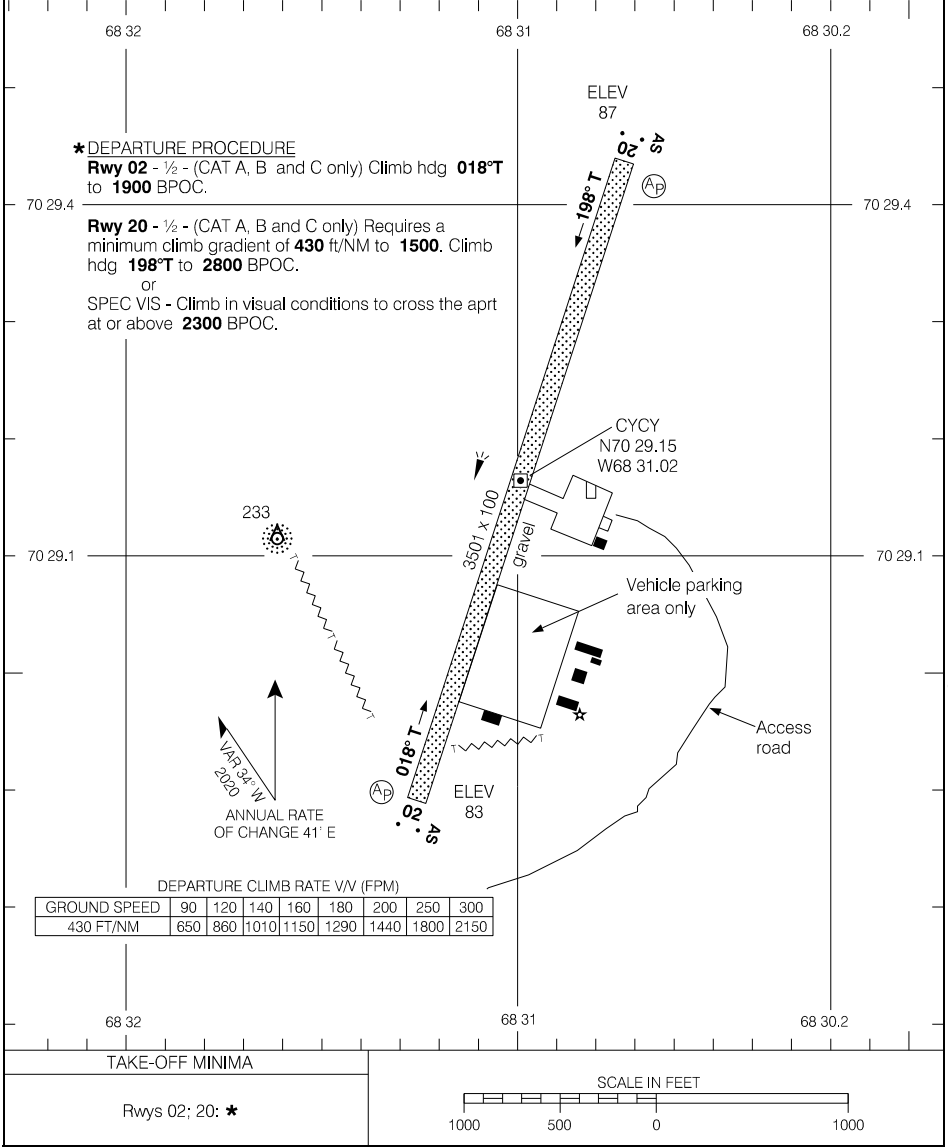 68 32
68 31
68 30.2
ELEV
87
20
AS
✱ DEPARTURE PROCEDURE
Rwy 02 - ½ - (CAT A, B and C only) Climb hdg 018°T
to 1900 BPOC.
Rwy 20 - ½ - (CAT A, B and C only) Requires a
minimum climb gradient of 430 ft/NM to 1500. Climb
hdg 198°T to 2800 BPOC.
or
SPEC VIS - Climb in visual conditions to cross the aprt
at or above 2300 BPOC.
AP
198° T
70 29.4
70 29.4
CYCY
N70 29.15
W68 31.02
3501 x 100
gravel
233
70 29.1
70 29.1
Vehicle parking
area only
T
T
T
T
T
Access
road
018° T
AP
02
AS
ELEV
83
VAR 34° W
2020
ANNUAL RATE
OF CHANGE 41' E
DEPARTURE CLIMB RATE V/V (FPM)
GROUND SPEED 90 120 140 160 180 200 250 300
430 FT/NM 650 860 1010 1150 1290 1440 1800 2150
68 32
68 31
68 30.2
TAKE-OFF MINIMA
Rwys 02; 20: ✱
SCALE IN FEET
1000 500 0 1000